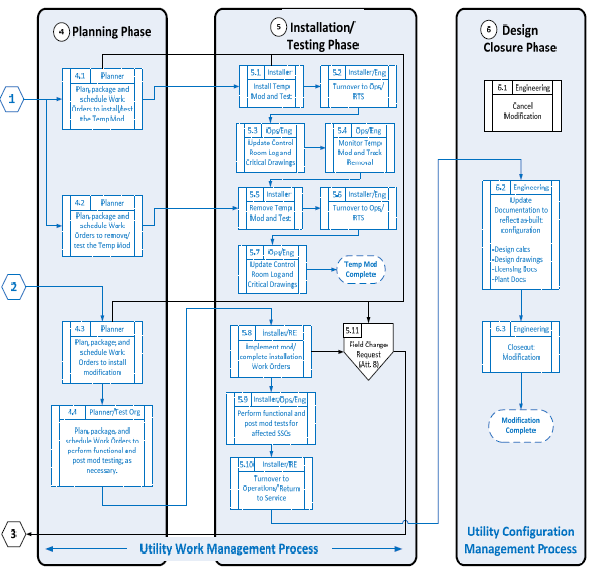 4 Planning Phase
4.1 Planner
Plan, package and
schedule Work
Orders to install/test
the Temp Mod
4.2 Planner
Plan, package and
schedule Work
Orders to remove/
test the Temp Mod
4.3 Planner
Plan, package and
schedule Work
Orders to install
modification
4.4 Planner/Test Org
Plan, package, and
schedule Work Orders to
perform functional and
post mod testing, as
necessary.
1
2
3
5 Installation/
Testing Phase
5.1 Installer
Install Temp
Mod and Test
5.2 Installer/Eng
Turnover to Ops/
RTS
5.3 Ops/Eng
Update Control
Room Log and
Critical Drawings
5.4 Ops/Eng
Monitor Temp
Mod and Track
Removal
5.5 Installer
Remove Temp
Mod and Test
5.6 Installer/Eng
Turnover to Ops/
RTS
5.7 Ops/Eng
Update Control
Room Log and
Critical Drawings
Temp Mod
Complete
5.8 Installer/RE
Implement mod/
complete installation
Work Orders
5.11
Field Change
Request
(Att. 8)
5.9 Installer/Ops/Eng
Perform functional and
post mod tests for
affected SSCs
5.10 Installer/RE
Turnover to
Operations/Return
to Service
Utility Work Management Process
6 Design
Closure Phase
6.1 Engineering
Cancel
Modification
6.2 Engineering
Update
Documentation to
reflect as-built
configuration
•Design calcs
•Design drawings
-Licensing Docs
-Plant Docs
6.3 Engineering
Closeout
Modification
Modification
Complete
Utility Configuration
Management Process